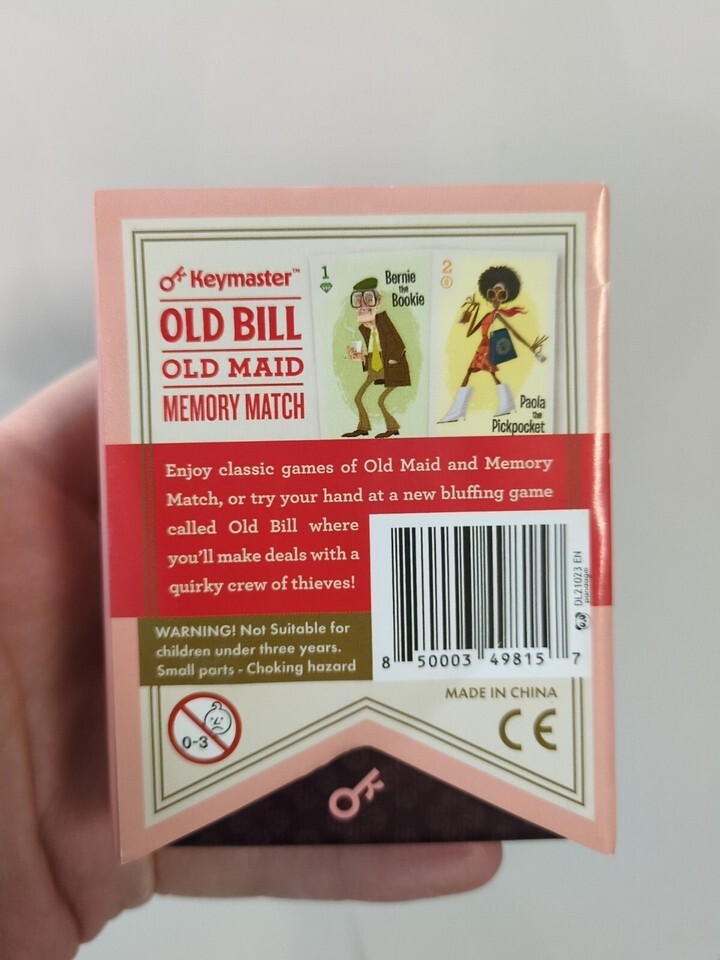 Keymaster™
OLD BILL
OLD MAID
MEMORY MATCH
1
Bernie
the
Bookie
2
Paola
the
Pickpocket
Enjoy classic games of Old Maid and Memory
Match, or try your hand at a new bluffing game
called Old Bill where
you'll make deals with a
quirky crew of thieves!
WARNING! Not Suitable for
children under three years.
Small parts - Choking hazard
8 50003 49815 7
DL21023 EN
0-3
MADE IN CHINA
CE